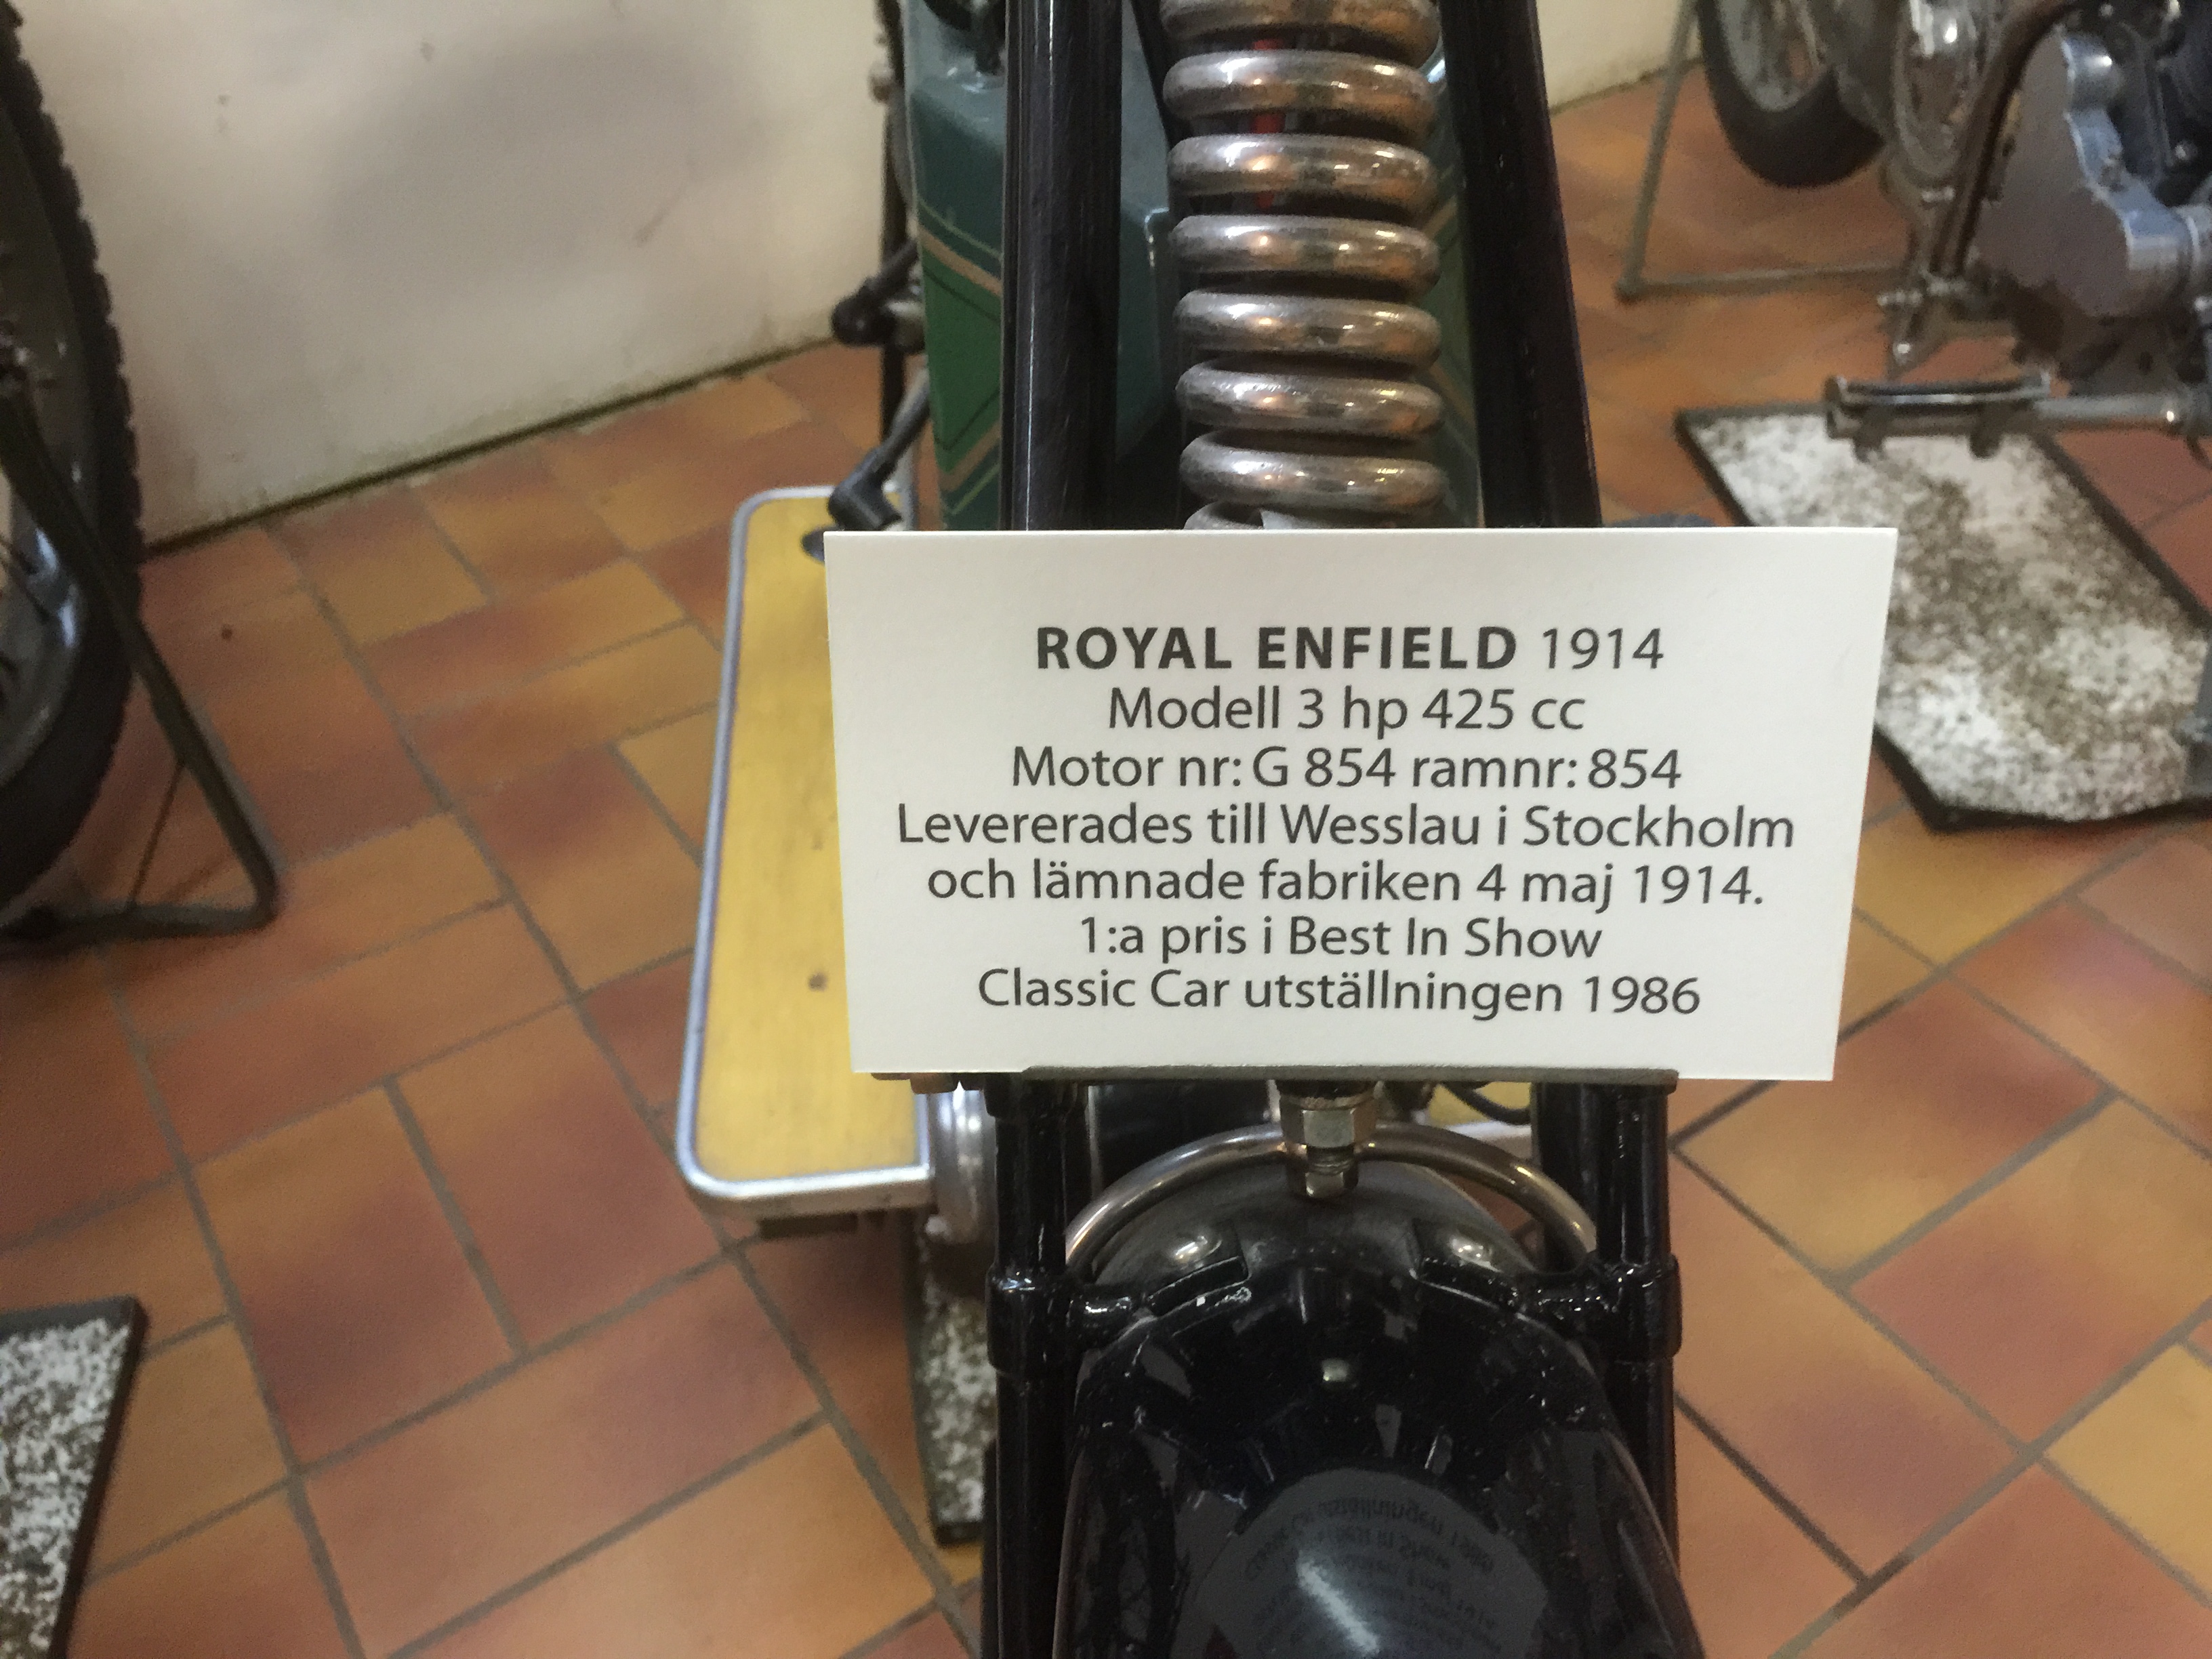 ROYAL ENFIELD 1914
Modell 3 hp 425 cc
Motor nr: G 854 ramnr: 854
Levererades till Wesslau i Stockholm
och lämnade fabriken 4 maj 1914.
1:a pris i Best In Show
Classic Car utställningen 1986